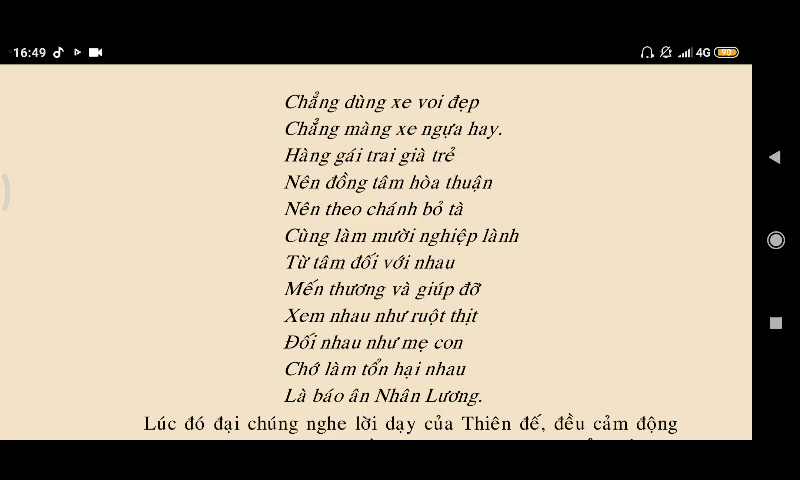 16:49
4G
90
Chẳng dùng xe voi đẹp
Chẳng màng xe ngựa hay.
Hàng gái trai già trẻ
Nên đồng tâm hòa thuận
Nên theo chánh bỏ tà
Cùng làm mười nghiệp lành
Từ tâm đối với nhau
Mến thương và giúp đỡ
Xem nhau như ruột thịt
Đối nhau như mẹ con
Chớ làm tổn hại nhau
Là báo ân Nhân Lương.
Lúc đó đại chúng nghe lời dạy của Thiên đế, đều cảm động